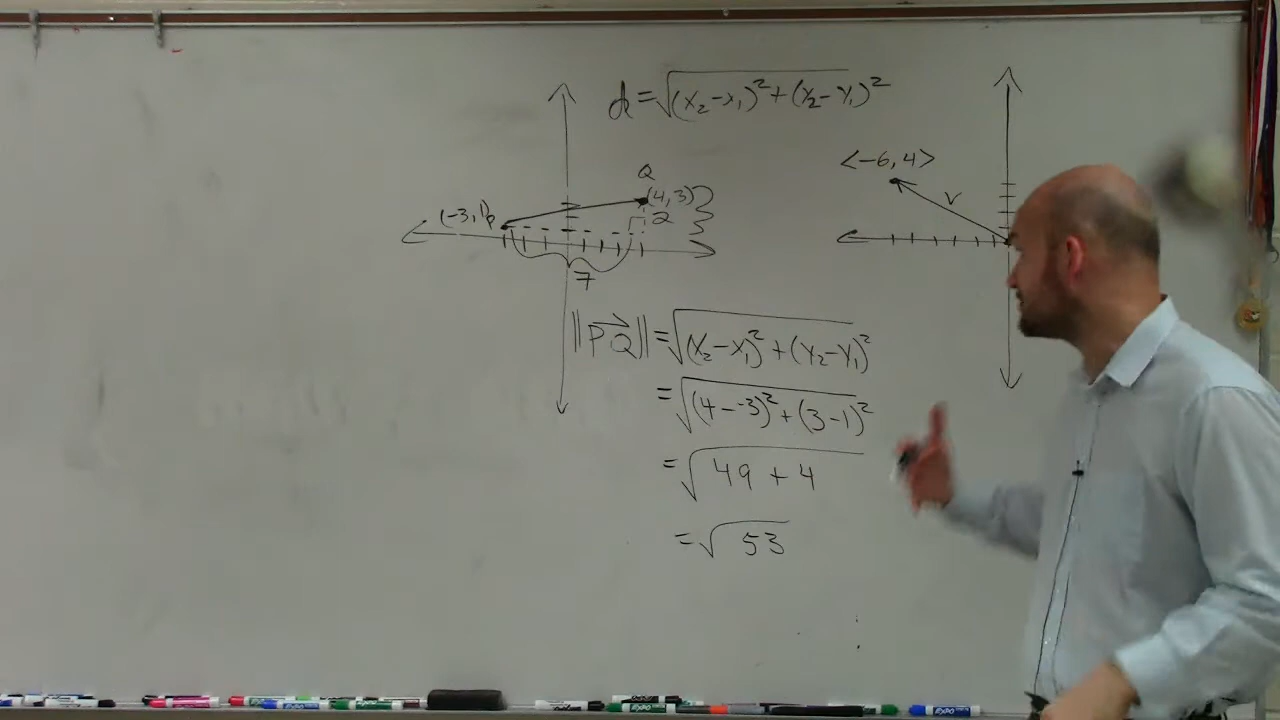 d = √(x₂-x₁)²+(y₂-y₁)²
<-6,4>
v
Q
(4,3)
(-3,1)
P
2
7
||PQ|| = √(x₂-x₁)²+(y₂-y₁)²
= √(4--3)²+(3-1)²
= √49+4
= √53
EXPO